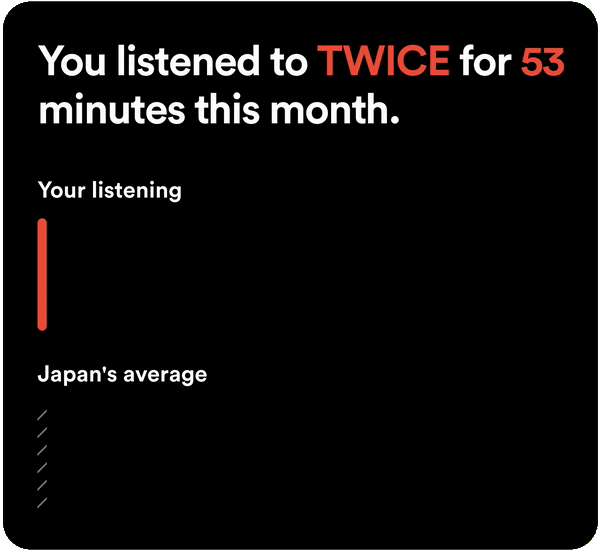 You listened to TWICE for 53
minutes this month.
Your listening
Japan's average